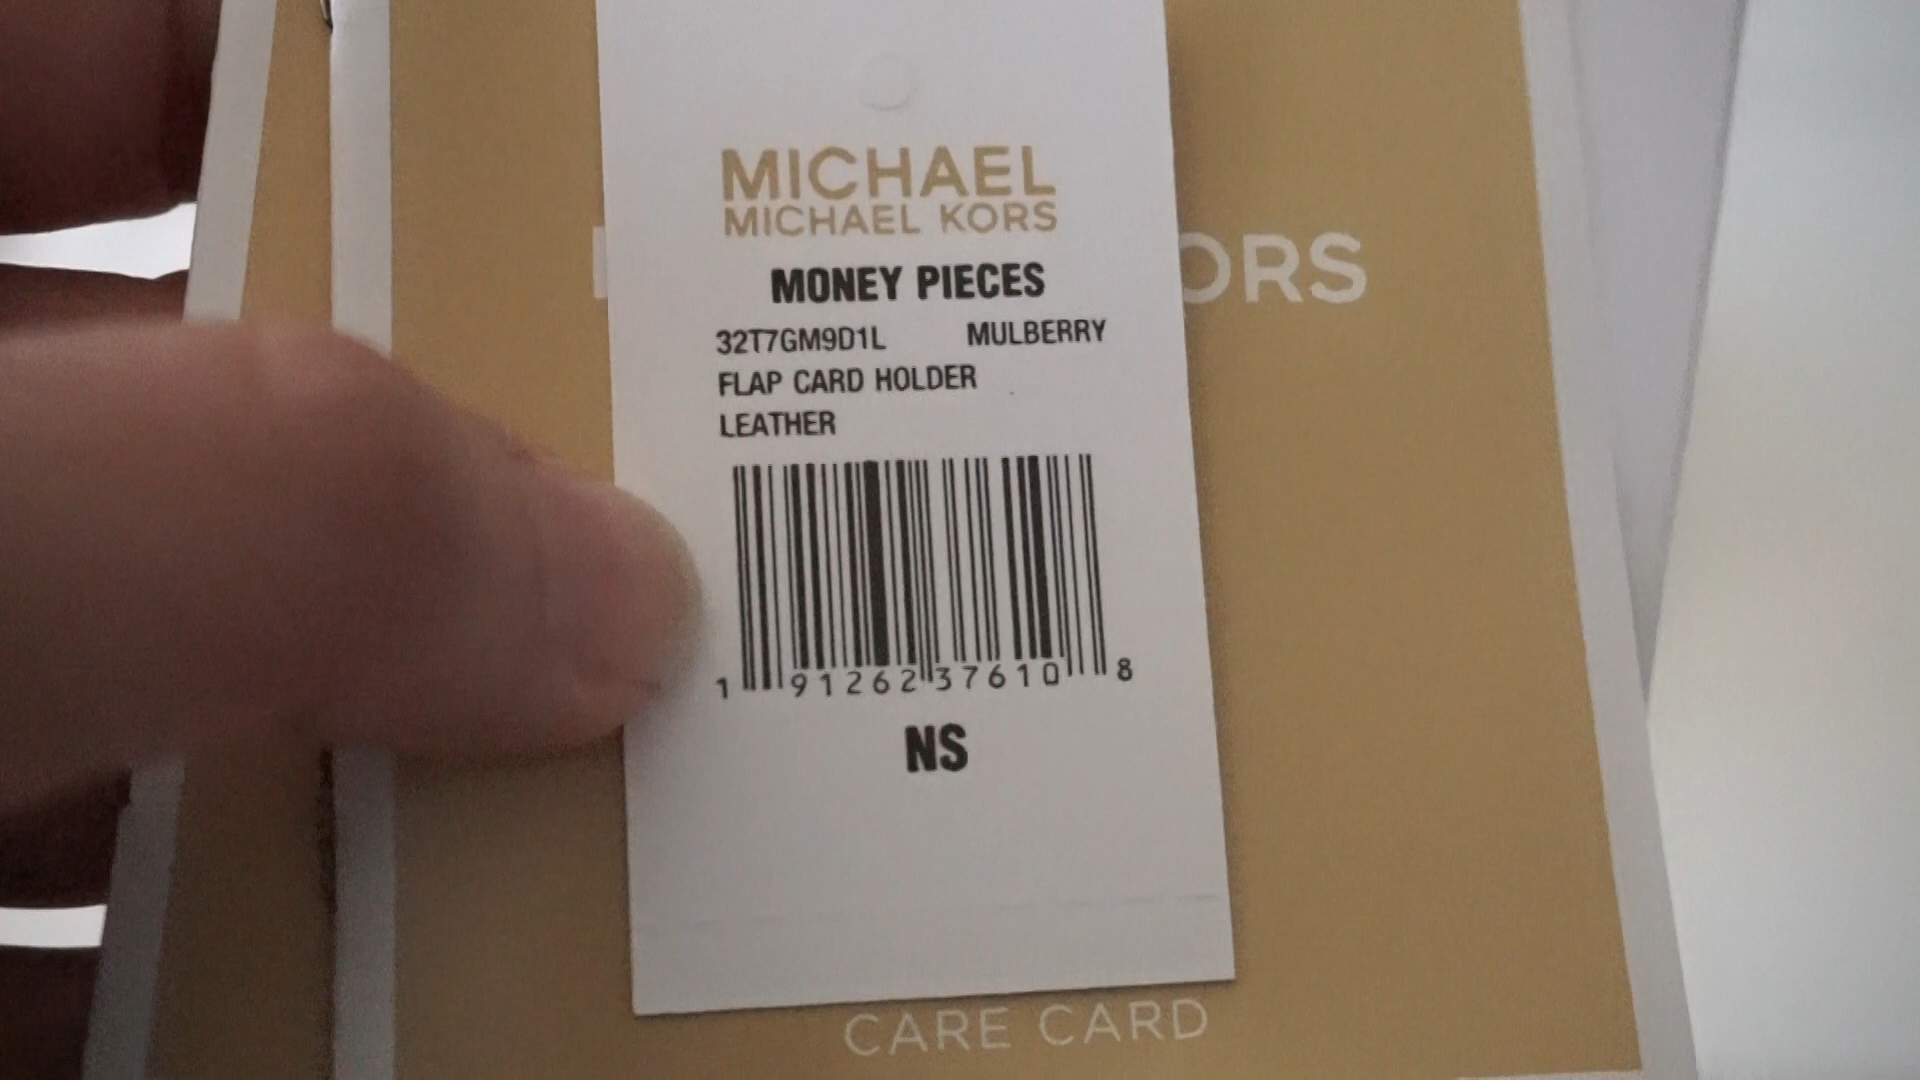 MICHAEL
MICHAEL KORS
MONEY PIECES
32T7GM9D1L MULBERRY
FLAP CARD HOLDER
LEATHER
1 91262 37610 8
NS
ORS
CARE CARD